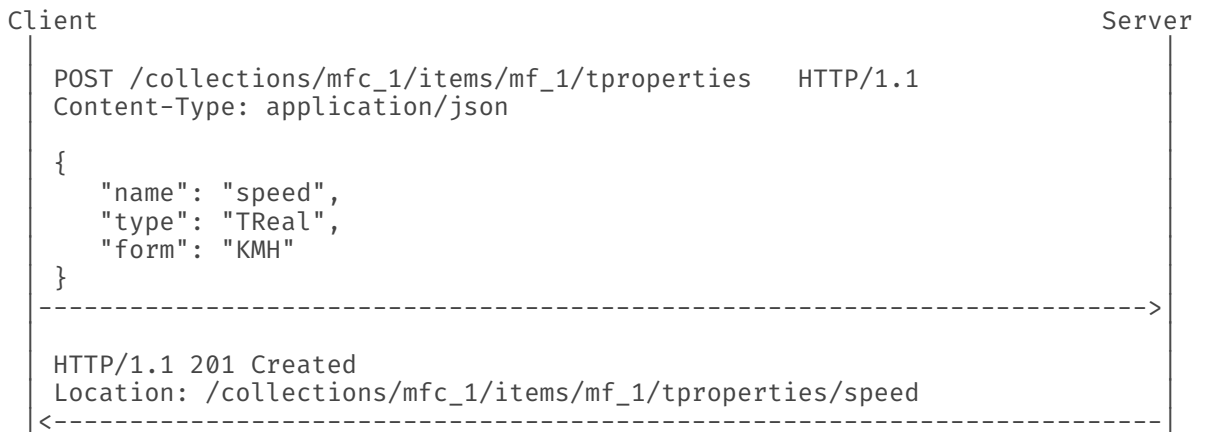 Client Server
POST /collections/mfc_1/items/mf_1/tproperties HTTP/1.1
Content-Type: application/json
{
"name": "speed",
"type": "TReal",
"form": "KMH"
}
-------------------------------------------------------------------------->
HTTP/1.1 201 Created
Location: /collections/mfc_1/items/mf_1/tproperties/speed
<--------------------------------------------------------------------------